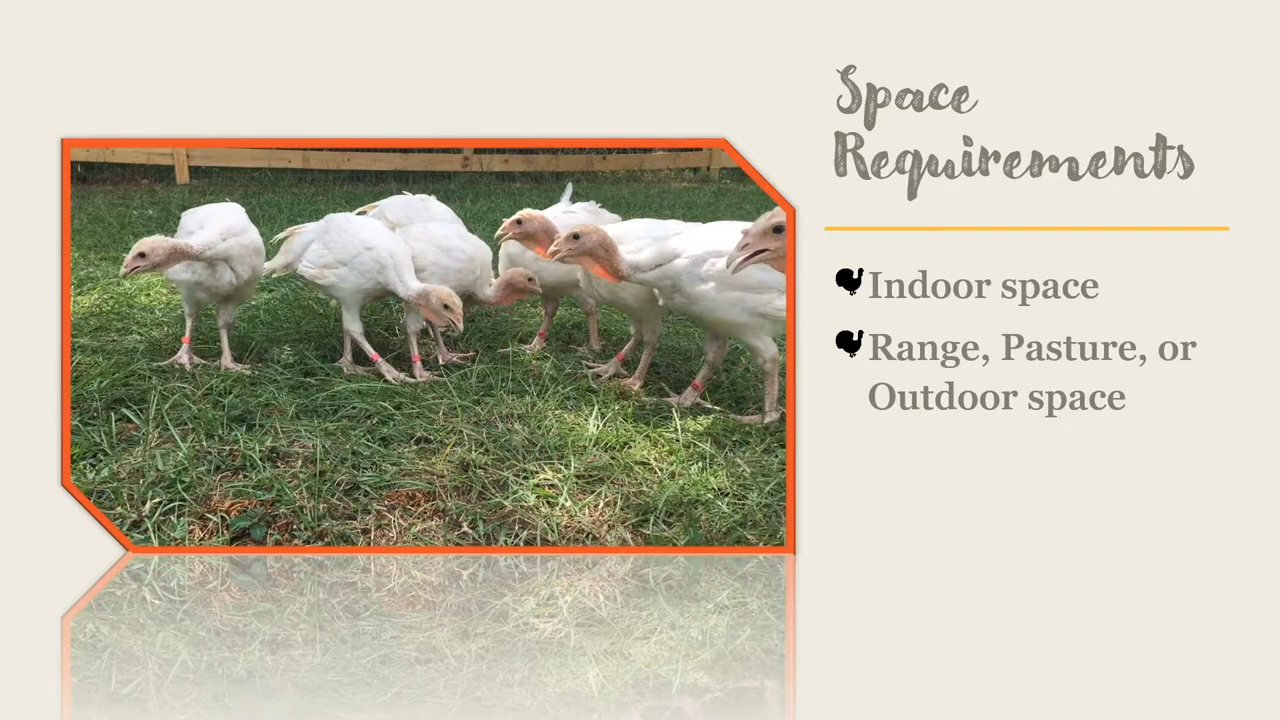 Space
Requirements
Indoor space
Range, Pasture, or
Outdoor space